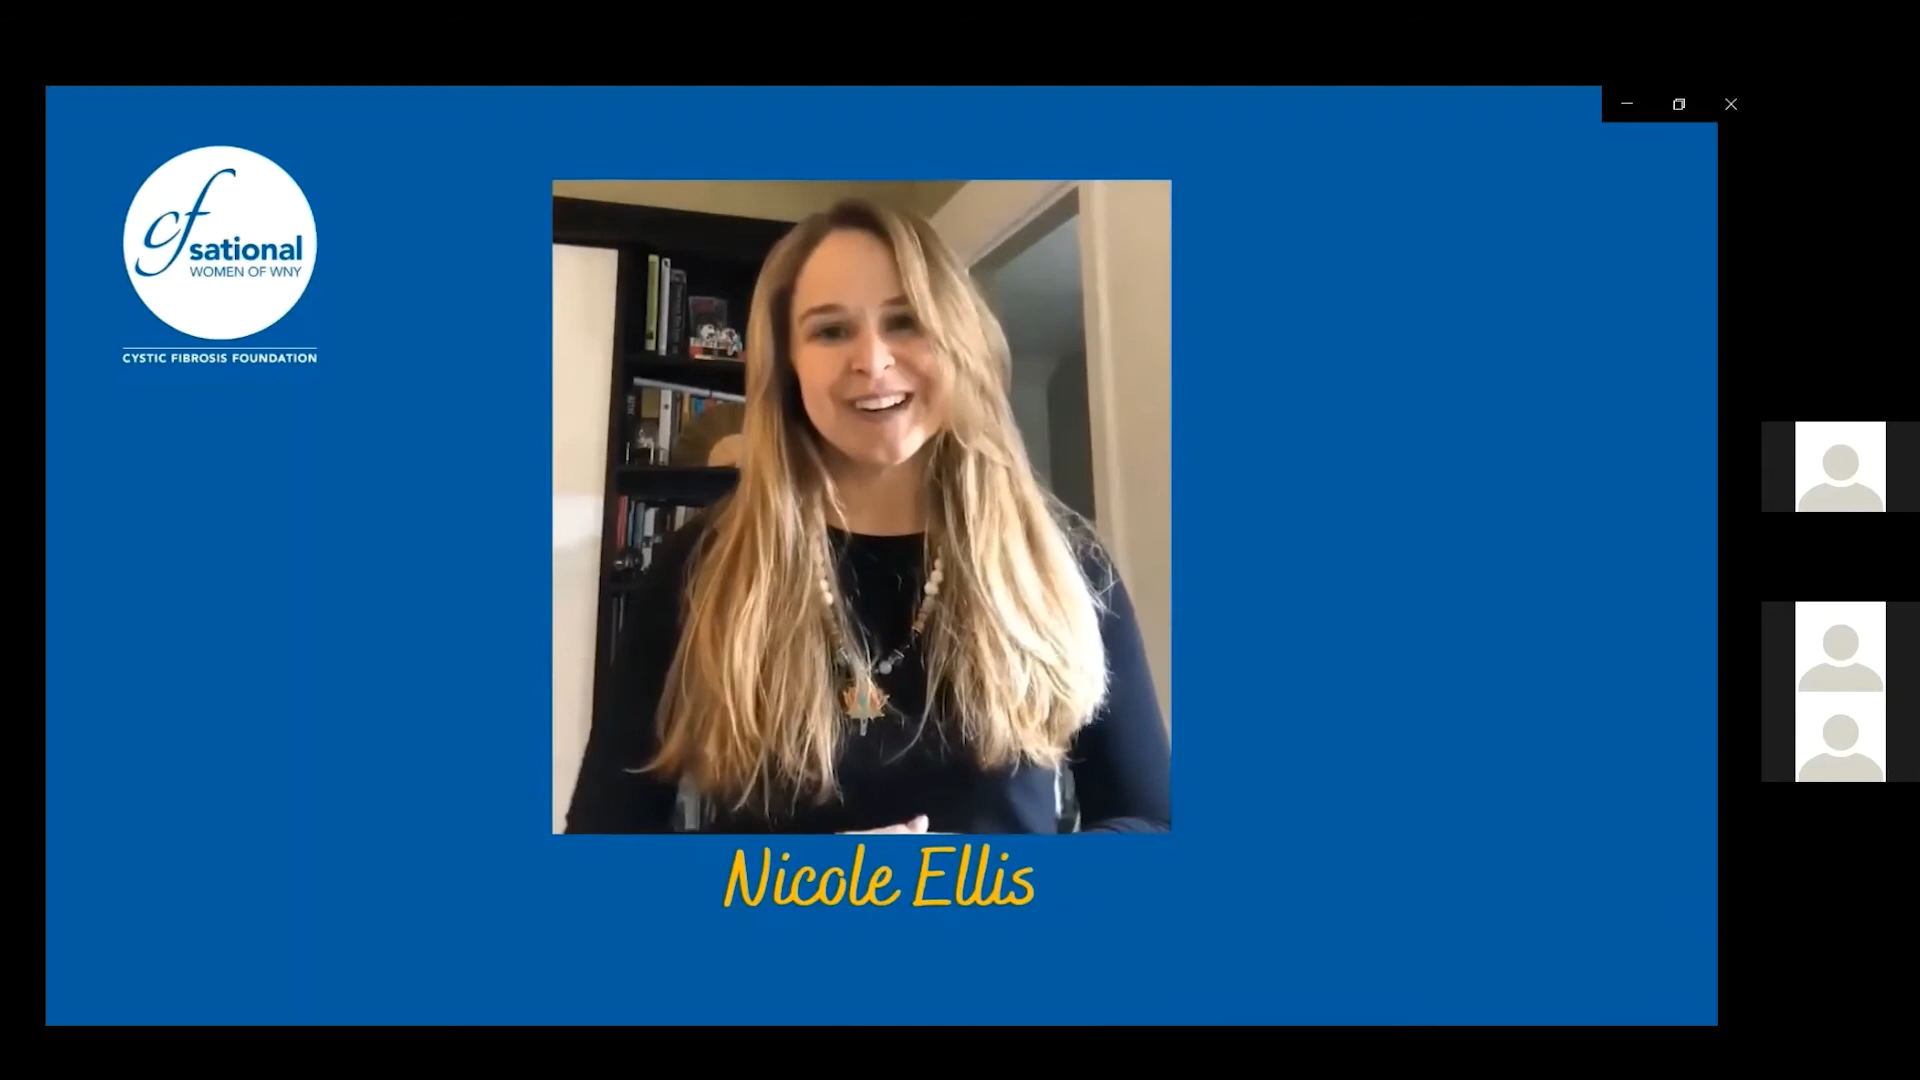 cf
sational
WOMEN OF WNY
CYSTIC FIBROSIS FOUNDATION
Nicole Ellis